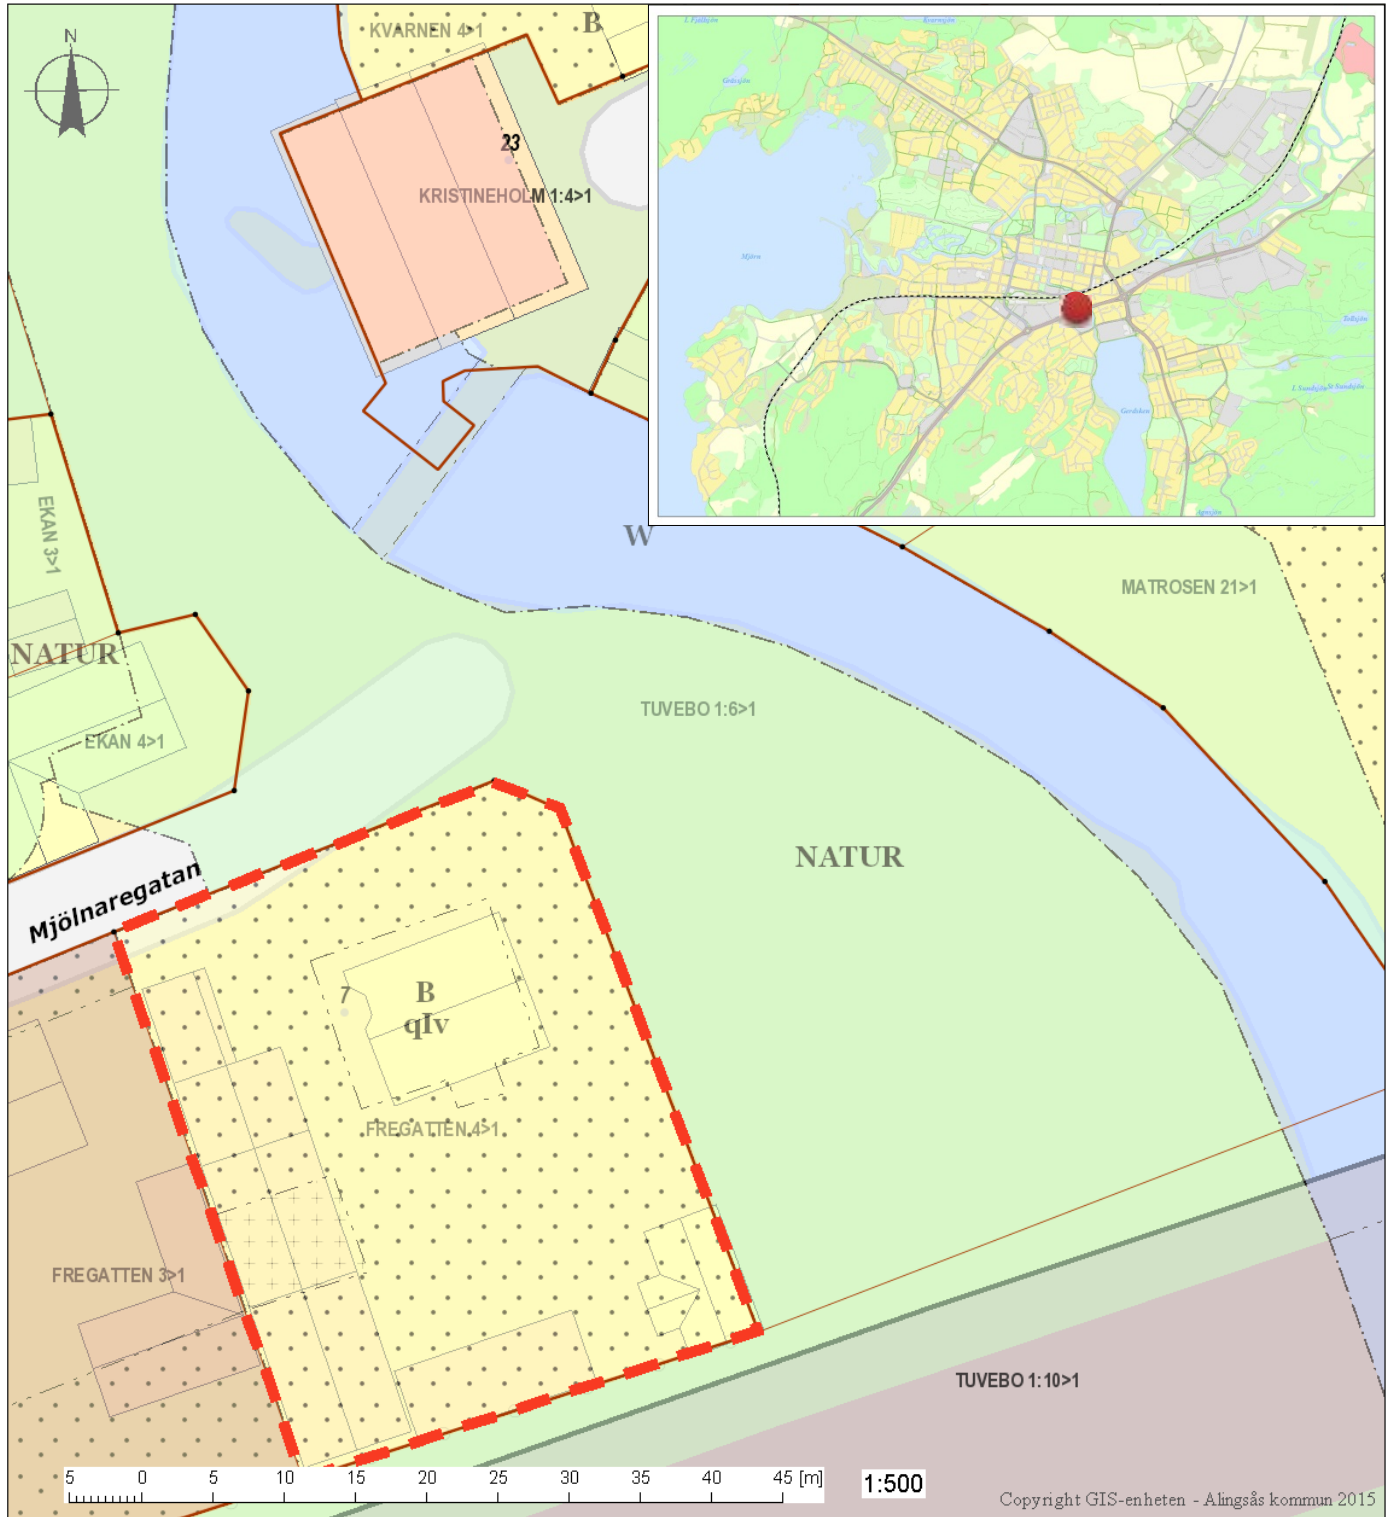 N
KVARNEN 4>1
B
23
KRISTINEHOLM 1:4>1
Mjörn
Gerdsken
EKAN 3>1
W
MATROSEN 21>1
NATUR
EKAN 4>1
TUVEBO 1:6>1
NATUR
Mjölnaregatan
7
B
qIv
FREGATTEN 4>1
FREGATTEN 3>1
TUVEBO 1:10>1
5 0 5 10 15 20 25 30 35 40 45 [m]
1:500
Copyright GIS-enheten - Alingsås kommun 2015